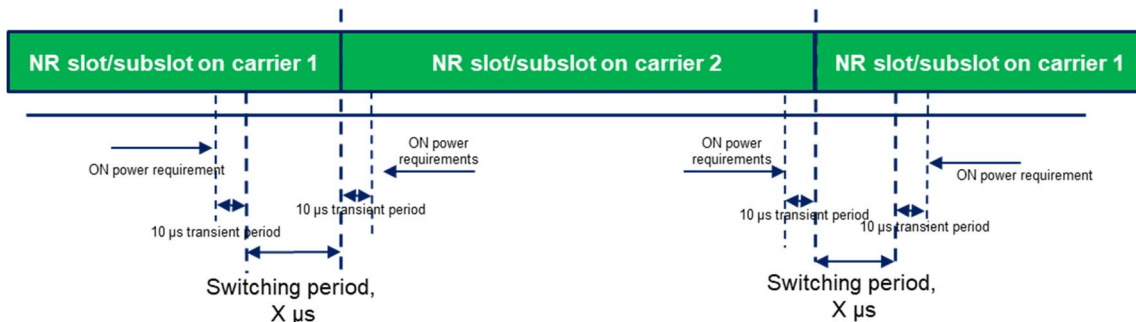 NR slot/subslot on carrier 1
NR slot/subslot on carrier 2
NR slot/subslot on carrier 1
ON power requirement
ON power
requirements
ON power
requirements
ON power requirement
10 µs transient period
10 µs transient period
10 µs transient period
10 µs transient period
Switching period,
X µs
Switching period,
X µs